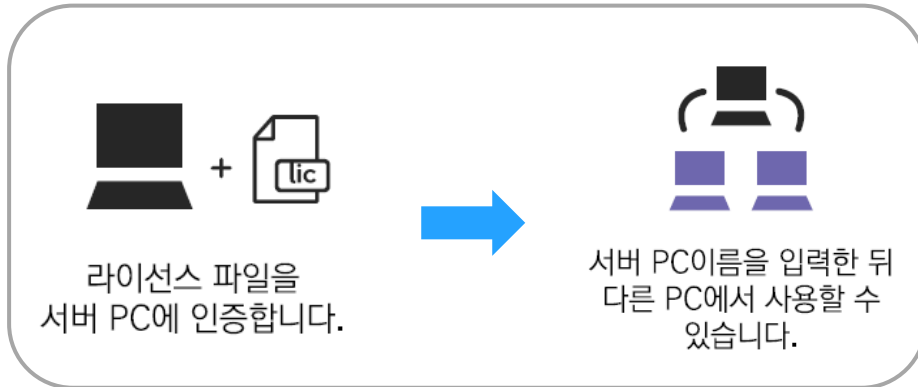 +
lic
라이선스 파일을
서버 PC에 인증합니다.
서버 PC이름을 입력한 뒤
다른 PC에서 사용할 수
있습니다.